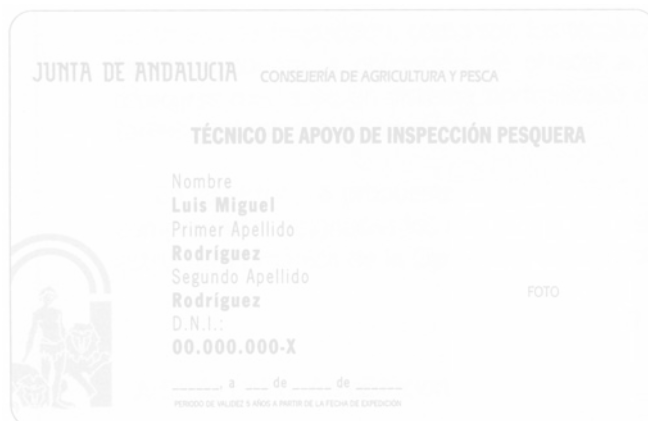 JUNTA DE ANDALUCIA CONSEJERÍA DE AGRICULTURA Y PESCA
TÉCNICO DE APOYO DE INSPECCIÓN PESQUERA
Nombre
Luis Miguel
Primer Apellido
Rodríguez
Segundo Apellido
Rodríguez
FOTO
D.N.I.:
00.000.000-X
______, a ___ de _____ de ______
PERIODO DE VALIDEZ 5 AÑOS A PARTIR DE LA FECHA DE EXPEDICIÓN